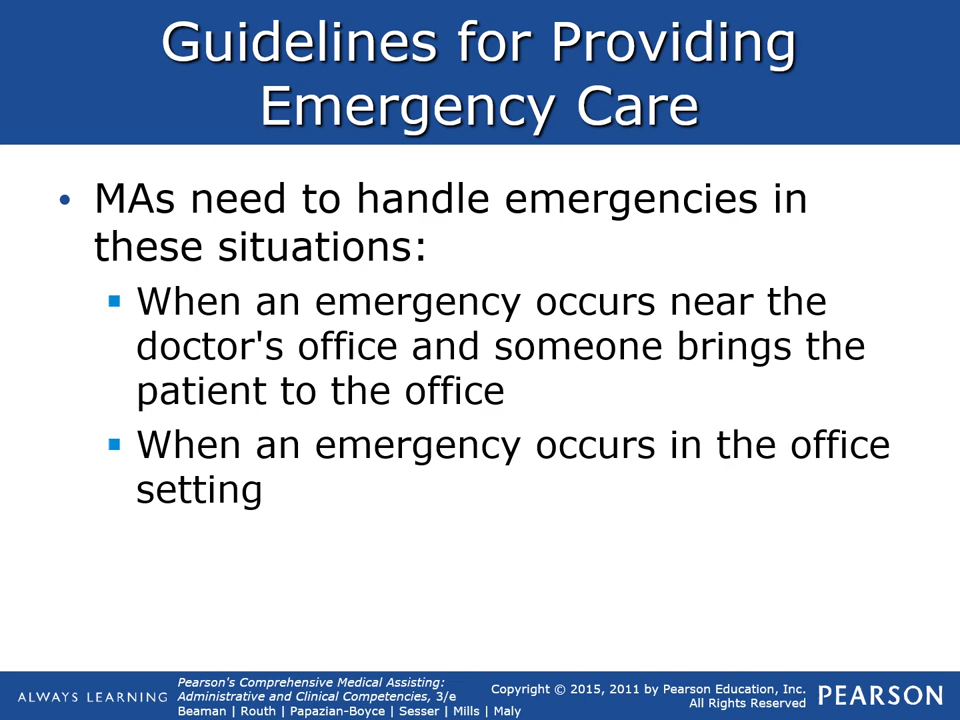 Guidelines for Providing
Emergency Care
• MAs need to handle emergencies in
these situations:
▪ When an emergency occurs near the
doctor's office and someone brings the
patient to the office
▪ When an emergency occurs in the office
setting
ALWAYS LEARNING
Pearson's Comprehensive Medical Assisting:
Administrative and Clinical Competencies, 3/e
Beaman | Routh | Papazian-Boyce | Sesser | Mills | Maly
Copyright © 2015, 2011 by Pearson Education, Inc.
All Rights Reserved
PEARSON